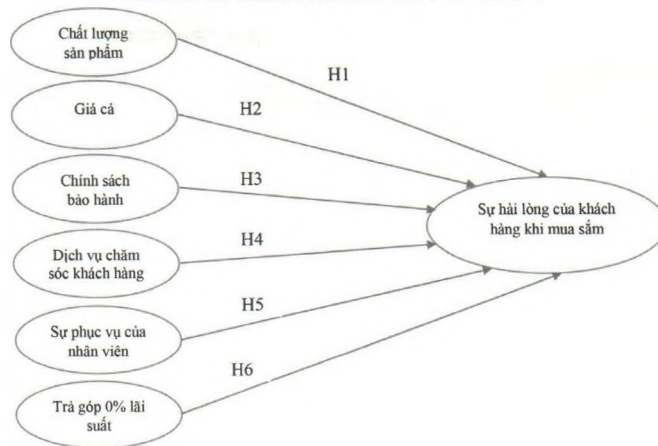 Chất lượng
sản phẩm
H1
Giá cả
H2
Chính sách
bảo hành
H3
Sự hài lòng của khách
hàng khi mua sắm
Dịch vụ chăm
sóc khách hàng
H4
Sự phục vụ của
nhân viên
H5
H6
Trả góp 0% lãi
suất